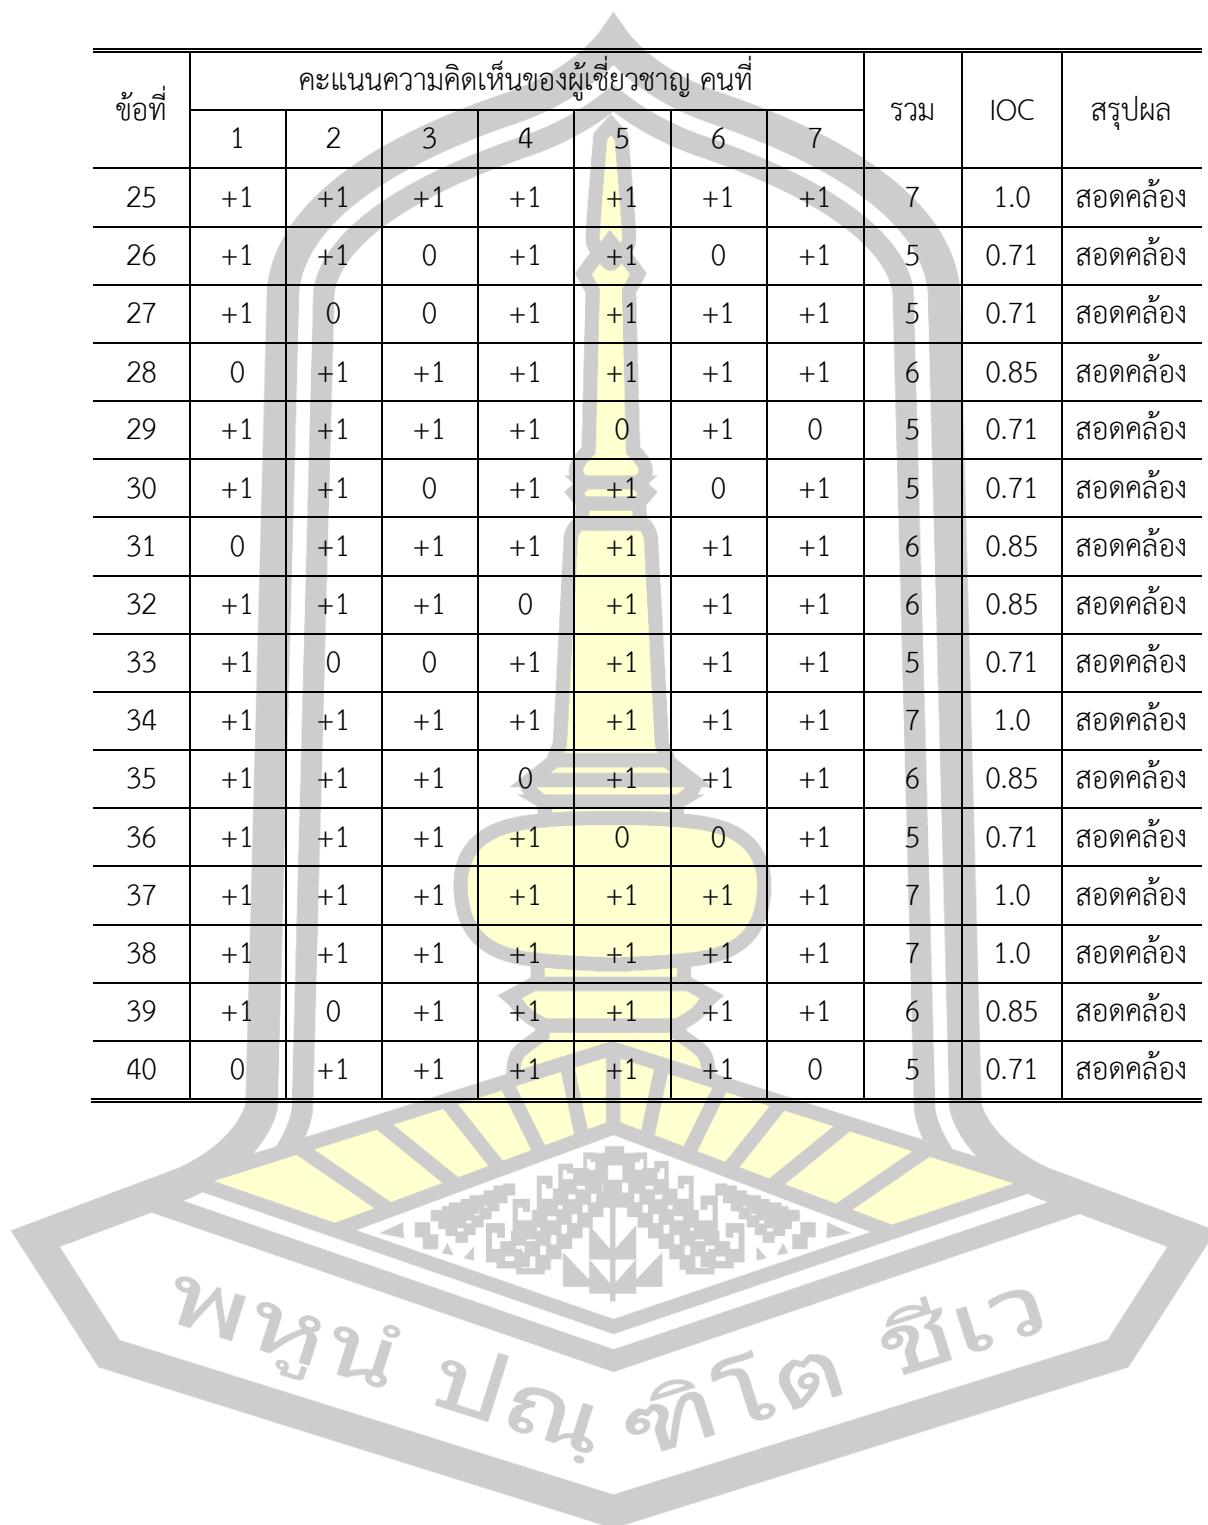 ข้อที่ คะแนนความคิดเห็นของผู้เชี่ยวชาญ คนที่ รวม IOC สรุปผล
1 2 3 4 5 6 7
25 +1 +1 +1 +1 +1 +1 +1 7 1.0 สอดคล้อง
26 +1 +1 0 +1 +1 0 +1 5 0.71 สอดคล้อง
27 +1 0 0 +1 +1 +1 +1 5 0.71 สอดคล้อง
28 0 +1 +1 +1 +1 +1 +1 6 0.85 สอดคล้อง
29 +1 +1 +1 +1 0 +1 0 5 0.71 สอดคล้อง
30 +1 +1 0 +1 +1 0 +1 5 0.71 สอดคล้อง
31 0 +1 +1 +1 +1 +1 +1 6 0.85 สอดคล้อง
32 +1 +1 +1 0 +1 +1 +1 6 0.85 สอดคล้อง
33 +1 0 0 +1 +1 +1 +1 5 0.71 สอดคล้อง
34 +1 +1 +1 +1 +1 +1 +1 7 1.0 สอดคล้อง
35 +1 +1 +1 0 +1 +1 +1 6 0.85 สอดคล้อง
36 +1 +1 +1 +1 0 0 +1 5 0.71 สอดคล้อง
37 +1 +1 +1 +1 +1 +1 +1 7 1.0 สอดคล้อง
38 +1 +1 +1 +1 +1 +1 +1 7 1.0 สอดคล้อง
39 +1 0 +1 +1 +1 +1 +1 6 0.85 สอดคล้อง
40 0 +1 +1 +1 +1 +1 0 5 0.71 สอดคล้อง
พหูนํ ปณฺ ฑิโต ชีเว